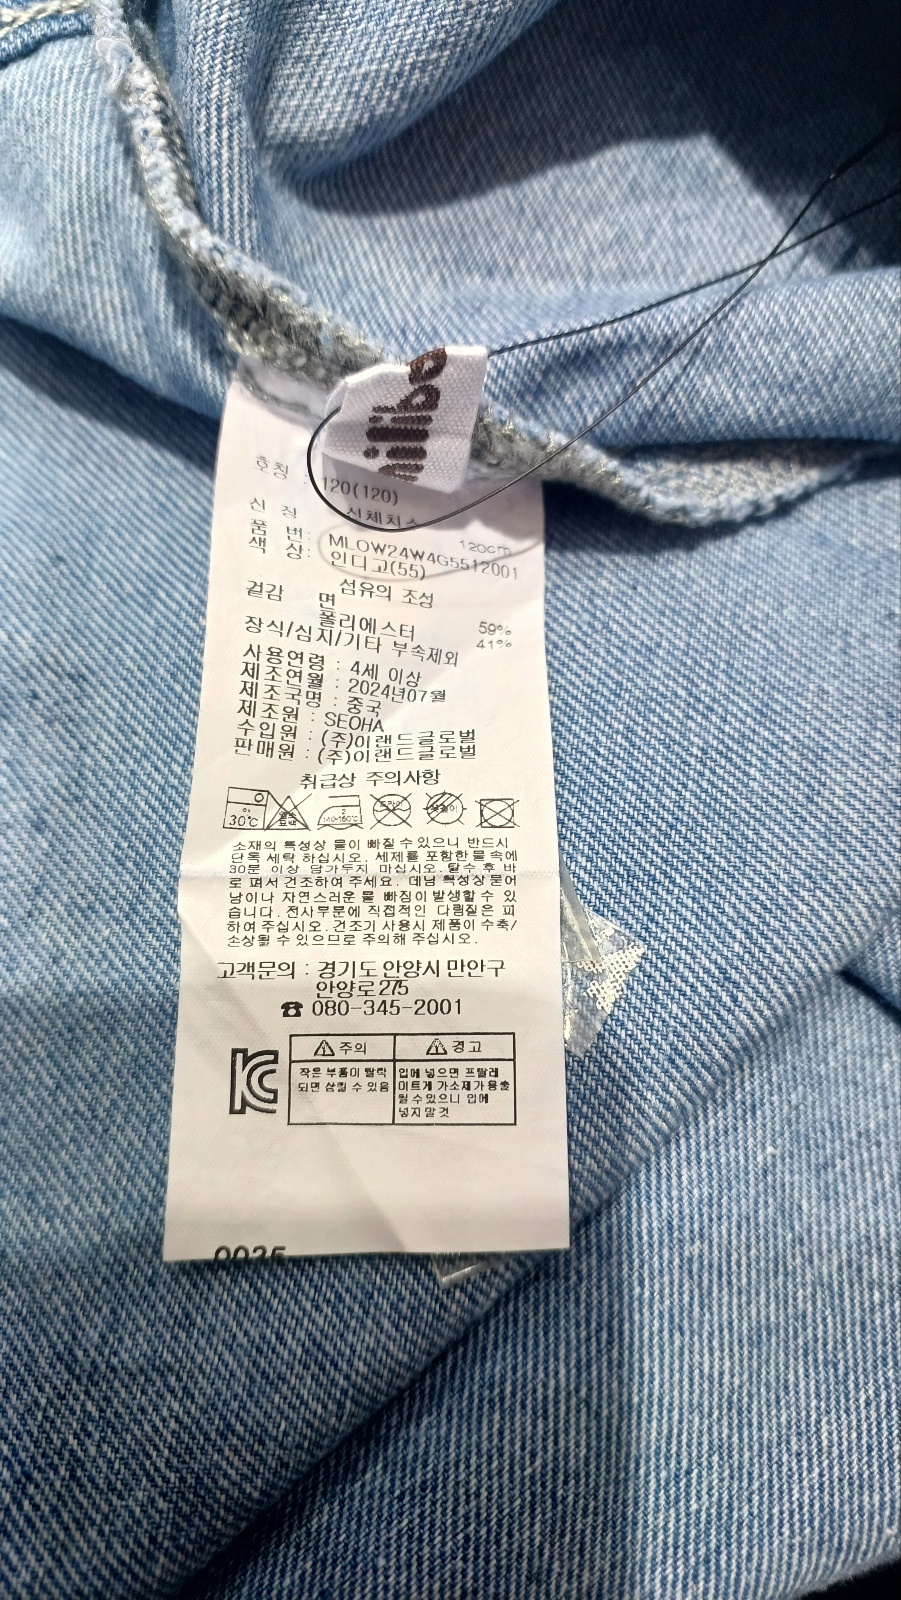 호칭 : 120(120)
신 장 신체치수 120cm
품 번: MLOW24W4G5512001
색 상: 인디고(55)
섬유의 조성
겉감 면 59%
폴리에스터 41%
장식/심지/기타 부속제외
사용연령 : 4세 이상
제조연월 : 2024년07월
제조국명 : 중국
제조원 : SEOHA
수입원 : (주)이랜드글로벌
판매원 : (주)이랜드글로벌
취급상 주의사항
30℃
140-160℃
소재의 특성상 물이 빠질 수 있으니 반드시
단독 세탁 하십시오. 세제를 포함한 물 속에
30분 이상 담가두지 마십시오. 탈수 후 바
로 펴서 건조하여 주세요. 데님 특성상 묻어
남이나 자연스러운 물 빠짐이 발생할 수 있
습니다. 전사부분에 직접적인 다림질은 피
하여 주십시오. 건조기 사용시 제품이 수축/
손상될 수 있으므로 주의해 주십시오.
고객문의 : 경기도 안양시 만안구
안양로 275
☎ 080-345-2001
주의
작은 부품이 탈락
되면 삼킬 수 있음
경고
입에 넣으면 프탈레
이트계 가소제가 용출
될 수 있으니 입에
넣지 말 것
0035